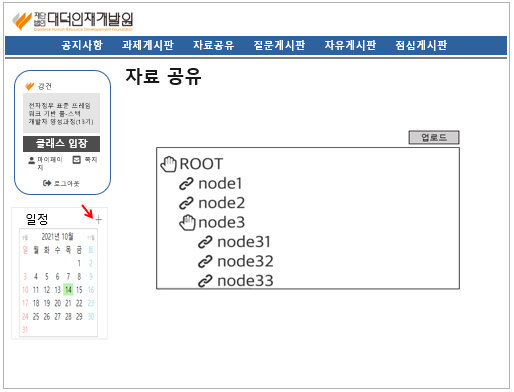 재단법인 대덕인재개발원
Daedeok Human Resource Development Foundation
공지사항 과제게시판 자료공유 질문게시판 자유게시판 점심게시판
강건
전자정부 표준 프레임
워크 기반 풀-스택
개발자 양성과정(13기)
클래스 입장
마이페이
지
쪽지
로그아웃
자료 공유
업로드
ROOT
node1
node2
node3
node31
node32
node33
일정 +
2021년 10월
일 월 화 수 목 금 토
1 2
3 4 5 6 7 8 9
10 11 12 13 14 15 16
17 18 19 20 21 22 23
24 25 26 27 28 29 30
31